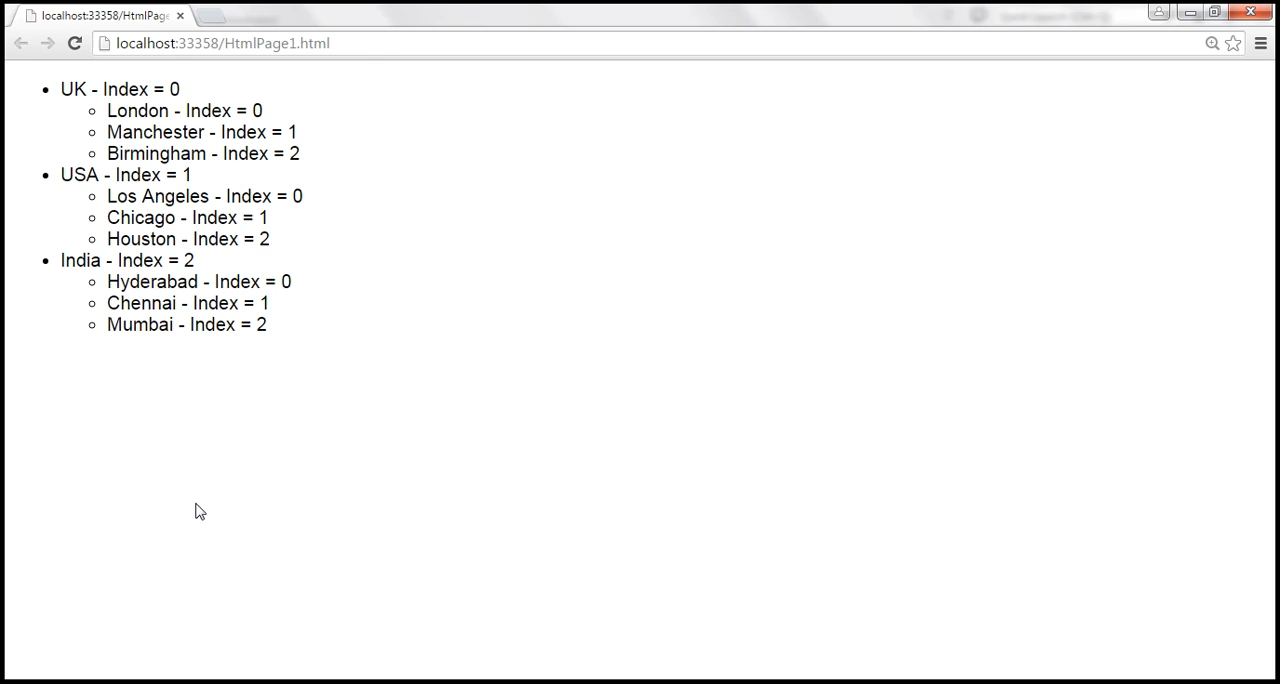 localhost:33358/HtmlPage
localhost:33358/HtmlPage1.html
UK - Index = 0
London - Index = 0
Manchester - Index = 1
Birmingham - Index = 2
USA - Index = 1
Los Angeles - Index = 0
Chicago - Index = 1
Houston - Index = 2
India - Index = 2
Hyderabad - Index = 0
Chennai - Index = 1
Mumbai - Index = 2